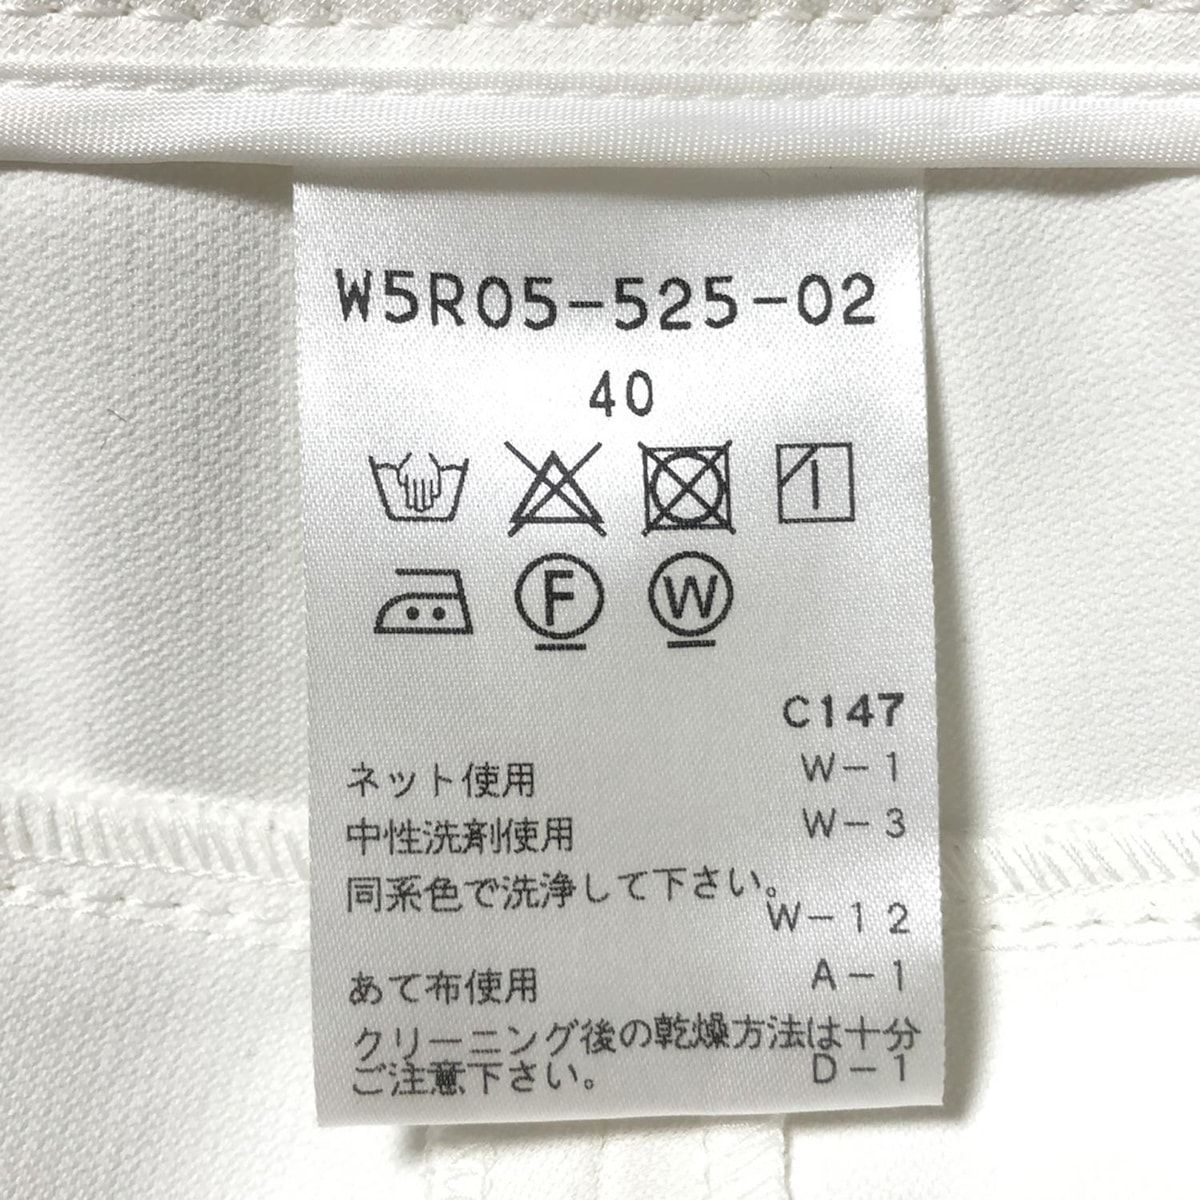 W5R05-525-02
40
F W
C147
ネット使用 W-1
中性洗剤使用 W-3
同系色で洗浄して下さい。
W-12
あて布使用 A-1
クリーニング後の乾燥方法は十分
ご注意下さい。 D-1